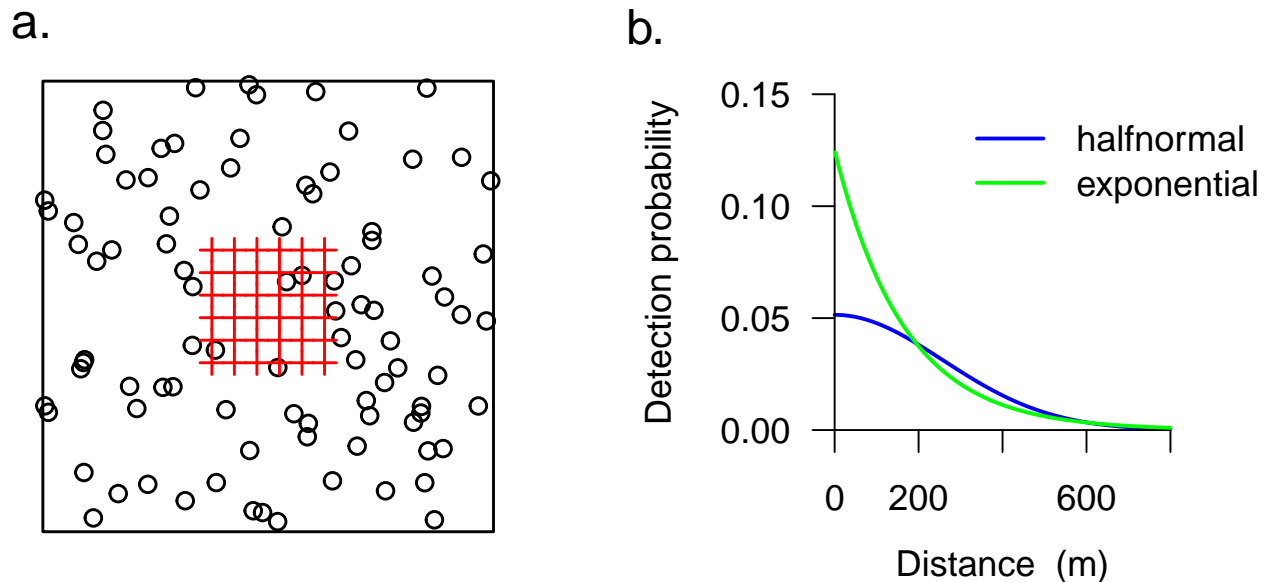 a.
b.
Detection probability
0.15
0.10
0.05
0.00
halfnormal
exponential
0 200 600
Distance (m)